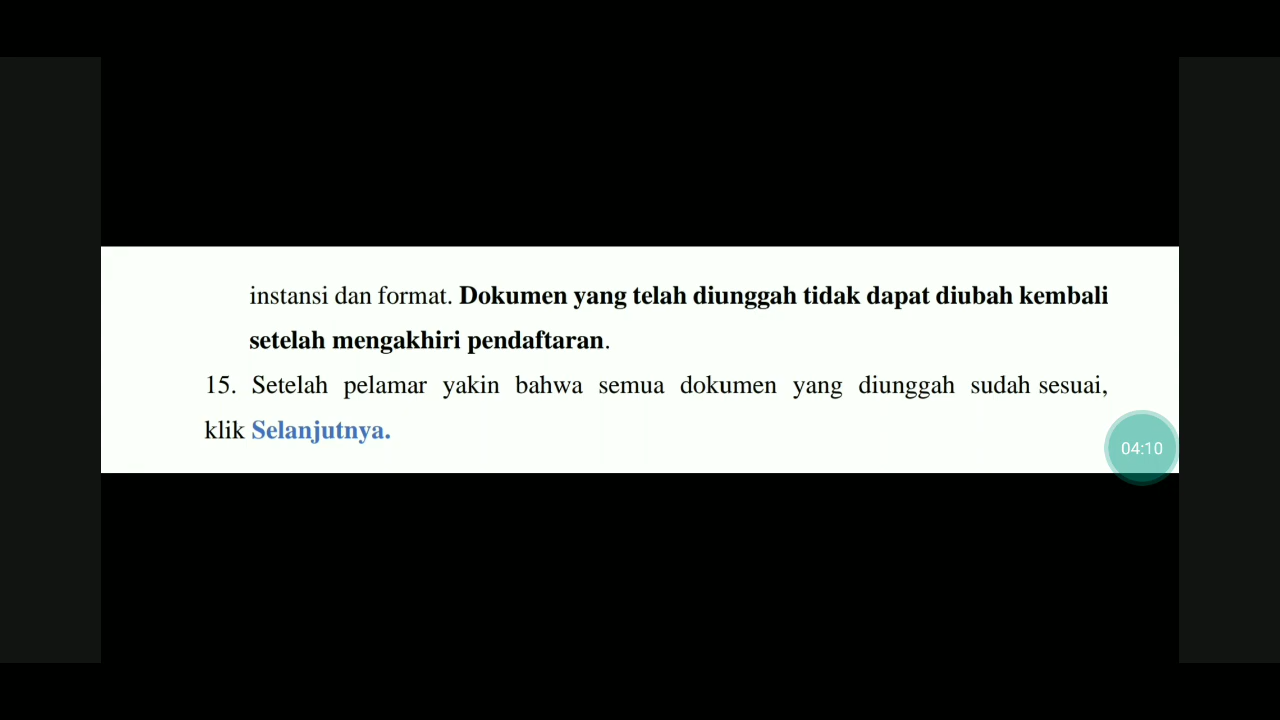 instansi dan format. Dokumen yang telah diunggah tidak dapat diubah kembali
setelah mengakhiri pendaftaran.
15. Setelah pelamar yakin bahwa semua dokumen yang diunggah sudah sesuai,
klik Selanjutnya.
04:10